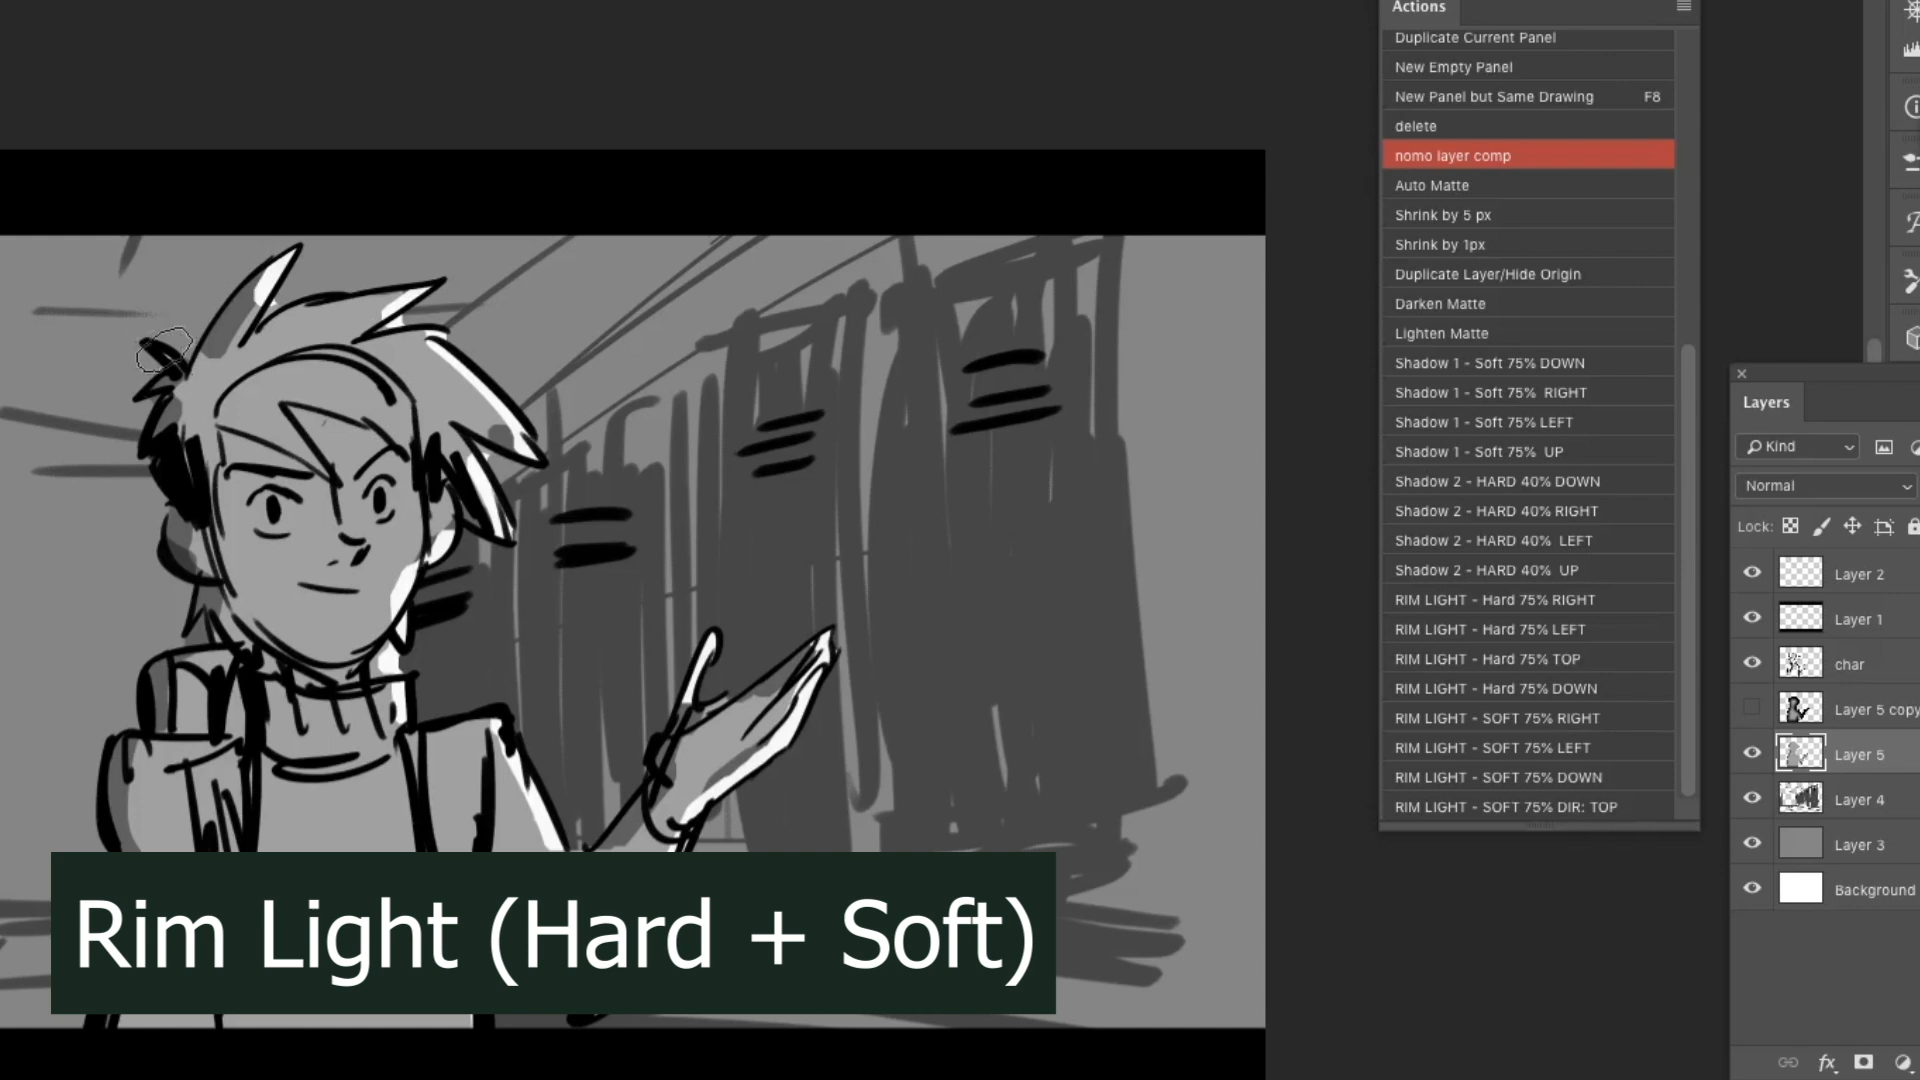 Actions
Duplicate Current Panel
New Empty Panel
New Panel but Same Drawing F8
delete
nomo layer comp
Auto Matte
Shrink by 5 px
Shrink by 1px
Duplicate Layer/Hide Origin
Darken Matte
Lighten Matte
Shadow 1 - Soft 75% DOWN
Shadow 1 - Soft 75% RIGHT
Shadow 1 - Soft 75% LEFT
Shadow 1 - Soft 75% UP
Shadow 2 - HARD 40% DOWN
Shadow 2 - HARD 40% RIGHT
Shadow 2 - HARD 40% LEFT
Shadow 2 - HARD 40% UP
RIM LIGHT - Hard 75% RIGHT
RIM LIGHT - Hard 75% LEFT
RIM LIGHT - Hard 75% TOP
RIM LIGHT - Hard 75% DOWN
RIM LIGHT - SOFT 75% RIGHT
RIM LIGHT - SOFT 75% LEFT
RIM LIGHT - SOFT 75% DOWN
RIM LIGHT - SOFT 75% DIR: TOP
Layers
Kind
Normal
Lock:
Layer 2
Layer 1
char
Layer 5 copy
Layer 5
Layer 4
Layer 3
Background
fx
Rim Light (Hard + Soft)